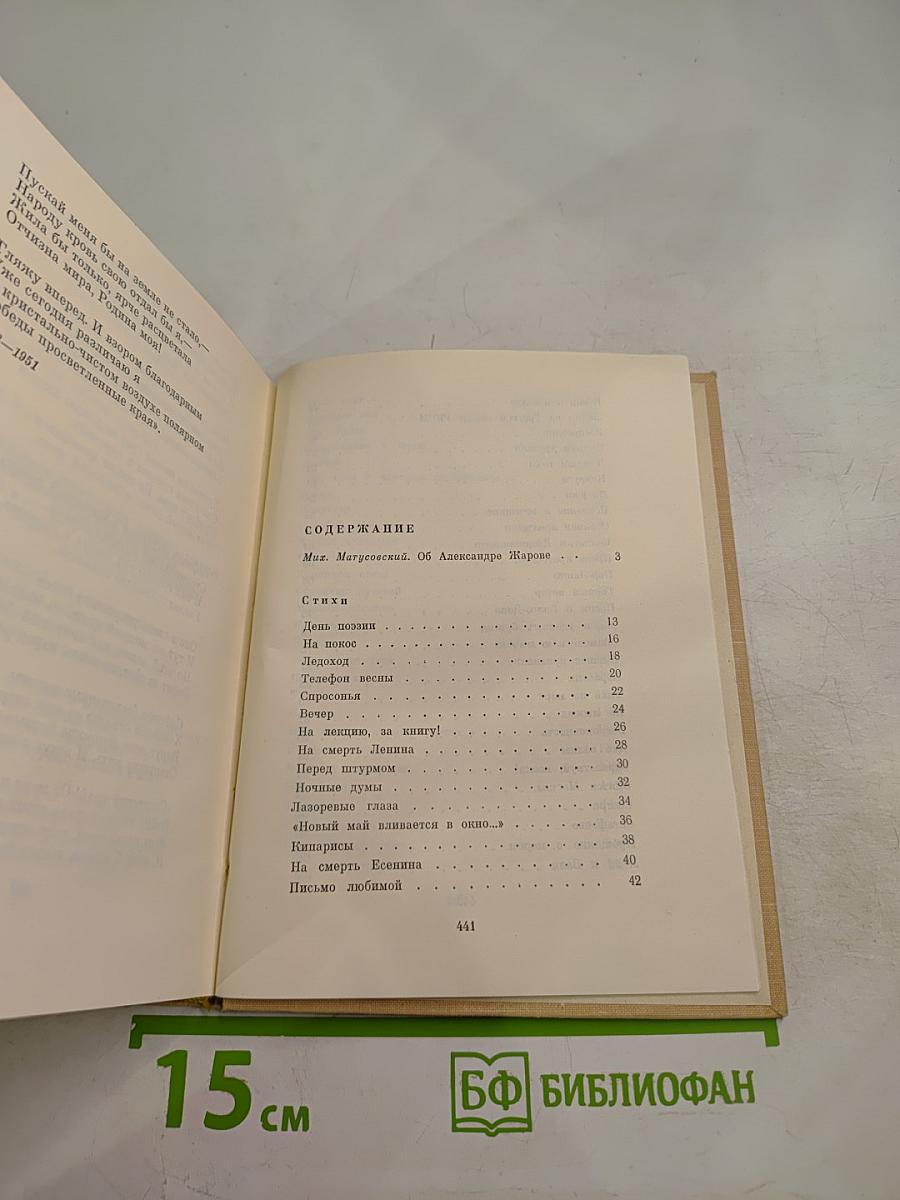 Пускай меня бы на земле не стало,—
Народу кровь свою отдал бы я,—
Жила бы только, ярче расцветала
Отчизна мира, Родина моя!
Гляжу вперед. И взором благодарным
же сегодня различаю я
кристально-чистом воздухе полярном
обеды просветленные края».
—1951
СОДЕРЖАНИЕ
Мих. Матусовский. Об Александре Жарове . . 3
Стихи
День поэзии . . . . . . . . . . . . . . . 13
На покос . . . . . . . . . . . . . . . . 16
Ледоход . . . . . . . . . . . . . . . . 18
Телефон весны . . . . . . . . . . . . . . 20
Спросонья . . . . . . . . . . . . . . . 22
Вечер . . . . . . . . . . . . . . . . . 24
На лекцию, за книгу! . . . . . . . . . . . 26
На смерть Ленина . . . . . . . . . . . . 28
Перед штурмом . . . . . . . . . . . . . 30
Ночные думы . . . . . . . . . . . . . . 32
Лазоревые глаза . . . . . . . . . . . . . 34
«Новый май вливается в окно...» . . . . . . . 36
Кипарисы . . . . . . . . . . . . . . . 38
На смерть Есенина . . . . . . . . . . . . 40
Письмо любимой . . . . . . . . . . . . 42
441
15 см
БФ БИБЛИОФАН